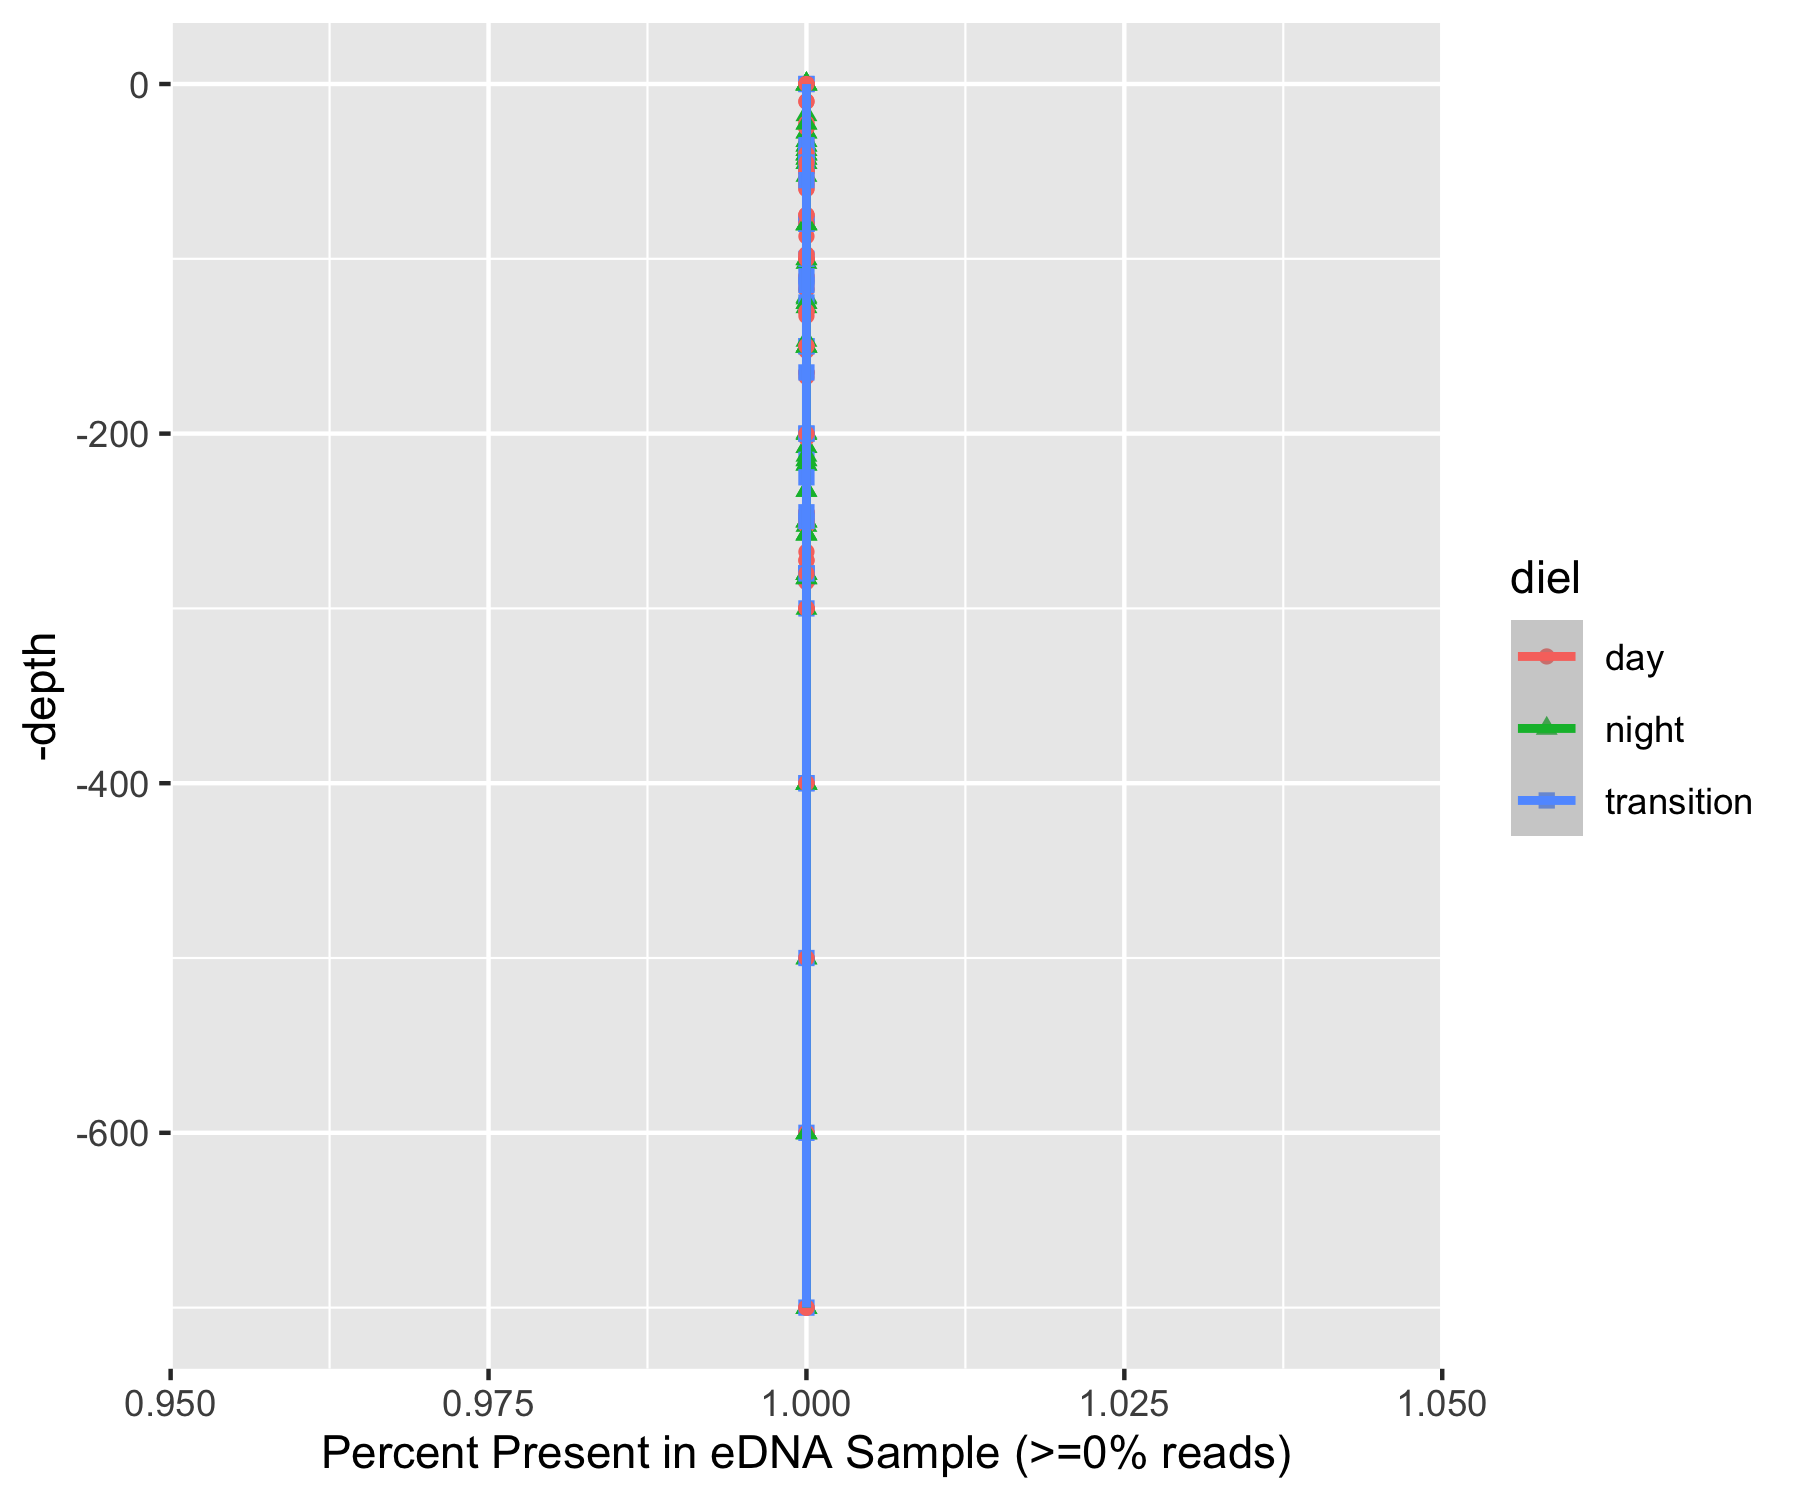 0
-200
-400
-600
-depth
0.950 0.975 1.000 1.025 1.050
Percent Present in eDNA Sample (>=0% reads)
diel
day
night
transition